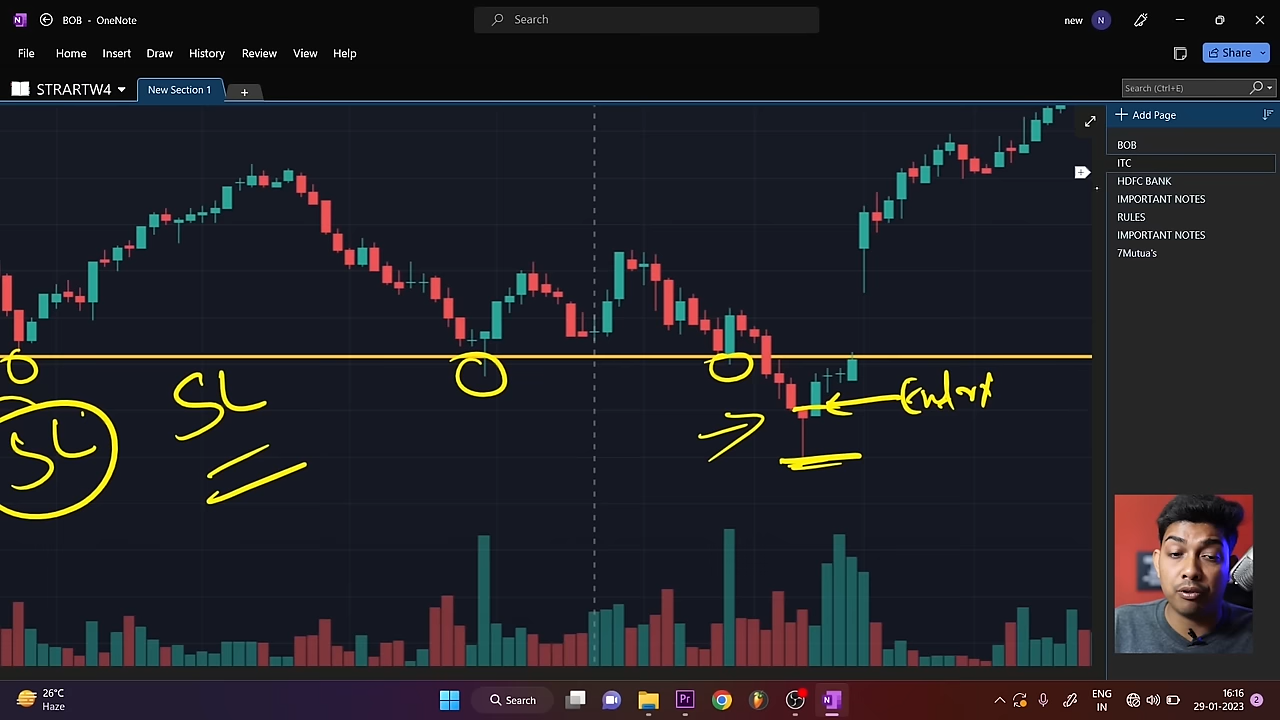 BOB - OneNote
Search
new
N
File Home Insert Draw History Review View Help
Share
STRARTW4
New Section 1
Search (Ctrl+E)
Add Page
BOB
ITC
HDFC BANK
IMPORTANT NOTES
RULES
IMPORTANT NOTES
7Mutua's
SL
SL
26°C
Haze
Search
Pr
ENG
IN
16:16
29-01-2023
2